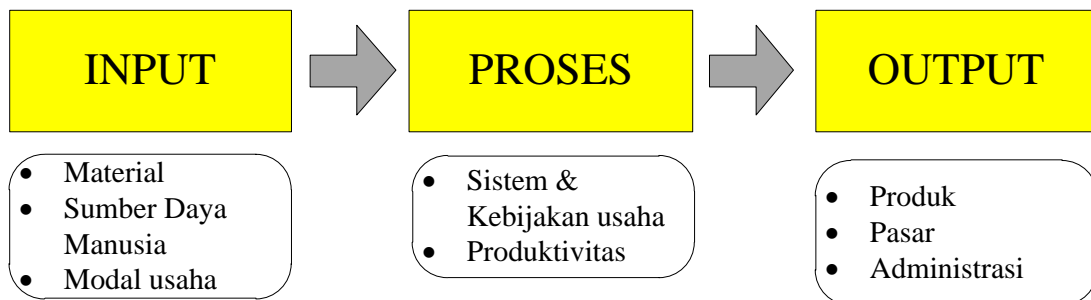 INPUT
PROSES
OUTPUT
• Material
• Sumber Daya
Manusia
• Modal usaha
• Sistem &
Kebijakan usaha
• Produktivitas
• Produk
• Pasar
• Administrasi